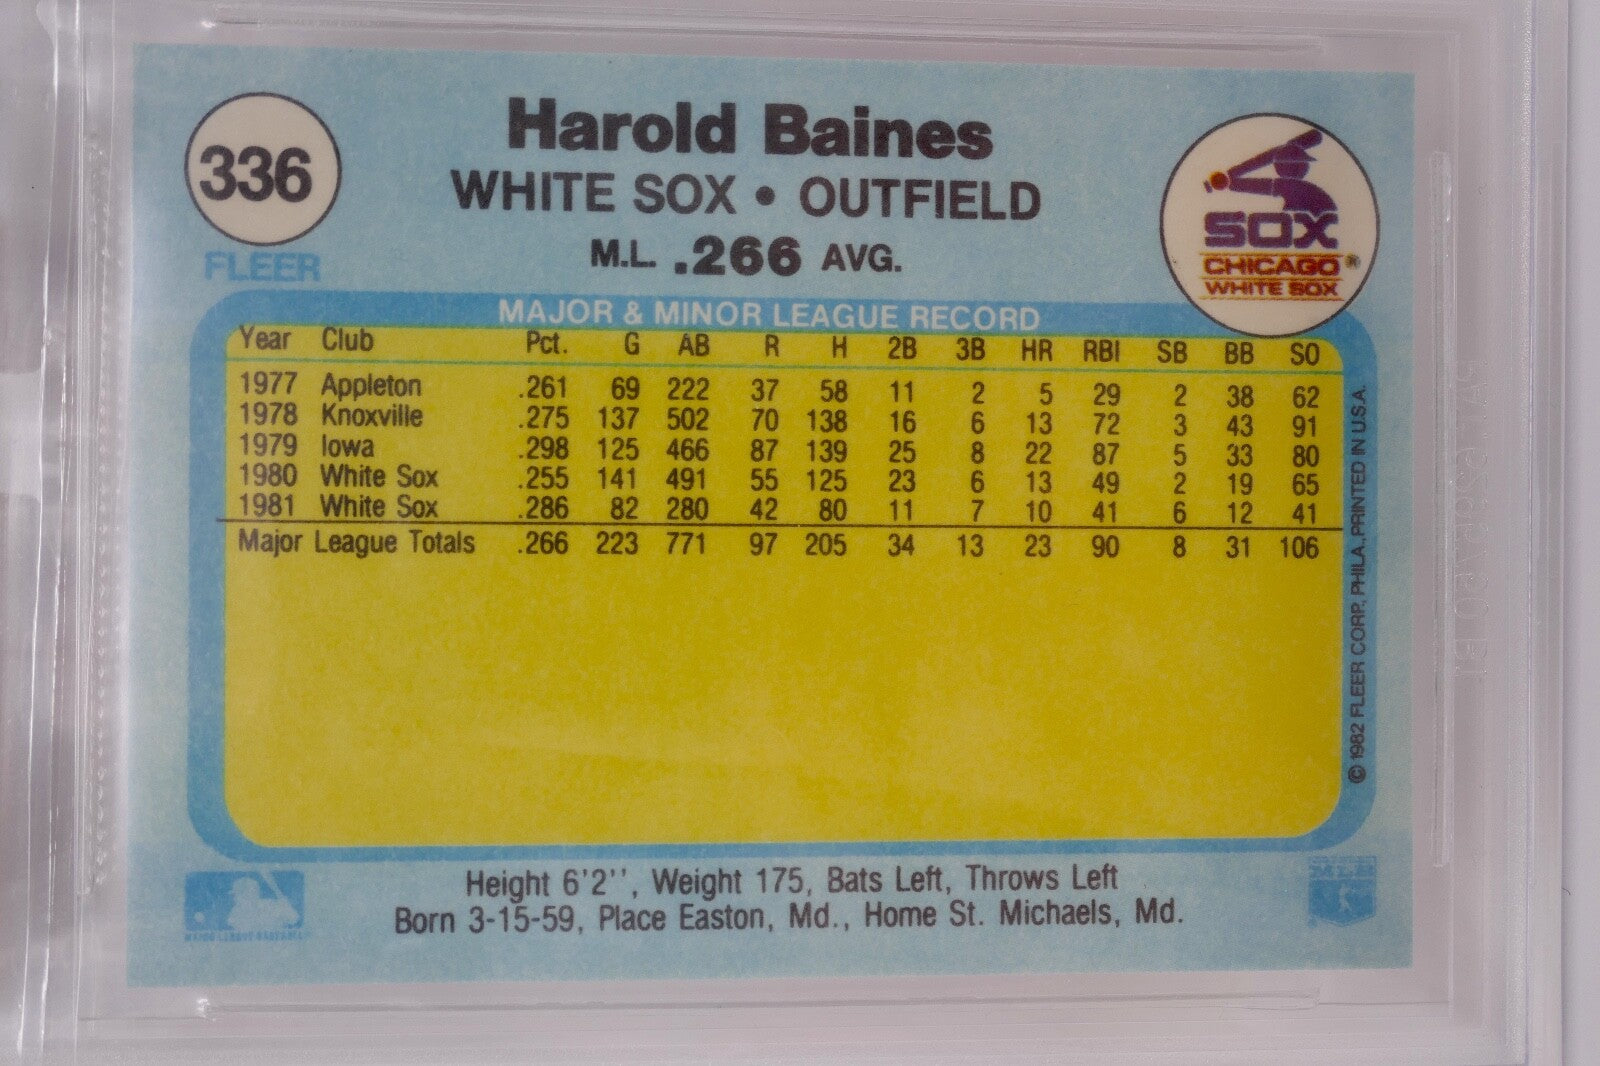 336
FLEER
Harold Baines
WHITE SOX • OUTFIELD
M.L. .266 AVG.
SOX
CHICAGO®
WHITE SOX
MAJOR & MINOR LEAGUE RECORD
Year Club Pct. G AB R H 2B 3B HR RBI SB BB SO
1977 Appleton .261 69 222 37 58 11 2 5 29 2 38 62
1978 Knoxville .275 137 502 70 138 16 6 13 72 3 43 91
1979 Iowa .298 125 466 87 139 25 8 22 87 5 33 80
1980 White Sox .255 141 491 55 125 23 6 13 49 2 19 65
1981 White Sox .286 82 280 42 80 11 7 10 41 6 12 41
Major League Totals .266 223 771 97 205 34 13 23 90 8 31 106
© 1982 FLEER CORP., PHILA., PRINTED IN U.S.A.
Height 6'2'', Weight 175, Bats Left, Throws Left
Born 3-15-59, Place Easton, Md., Home St. Michaels, Md.
MAJOR LEAGUE BASEBALL